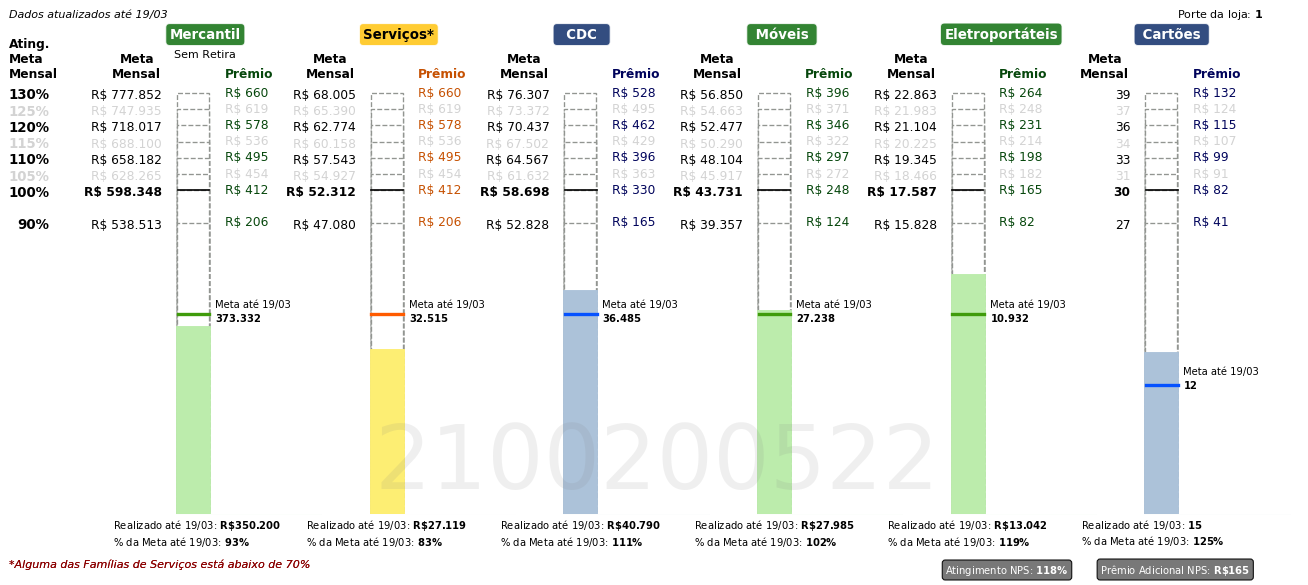 Dados atualizados até 19/03
Porte da loja: 1
Mercantil Serviços* CDC Móveis Eletroportáteis Cartões
Sem Retira
Ating. Meta Mensal
Meta Mensal Prêmio Meta Mensal Prêmio Meta Mensal Prêmio Meta Mensal Prêmio Meta Mensal Prêmio Meta Mensal Prêmio
130% R$ 777.852 R$ 660 R$ 68.005 R$ 660 R$ 76.307 R$ 528 R$ 56.850 R$ 396 R$ 22.863 R$ 264 39 R$ 132
125% R$ 747.935 R$ 619 R$ 65.390 R$ 619 R$ 73.372 R$ 495 R$ 54.663 R$ 371 R$ 21.983 R$ 248 37 R$ 124
120% R$ 718.017 R$ 578 R$ 62.774 R$ 578 R$ 70.437 R$ 462 R$ 52.477 R$ 346 R$ 21.104 R$ 231 36 R$ 115
115% R$ 688.100 R$ 536 R$ 60.158 R$ 536 R$ 67.502 R$ 429 R$ 50.290 R$ 322 R$ 20.225 R$ 214 34 R$ 107
110% R$ 658.182 R$ 495 R$ 57.543 R$ 495 R$ 64.567 R$ 396 R$ 48.104 R$ 297 R$ 19.345 R$ 198 33 R$ 99
105% R$ 628.265 R$ 454 R$ 54.927 R$ 454 R$ 61.632 R$ 363 R$ 45.917 R$ 272 R$ 18.466 R$ 182 31 R$ 91
100% R$ 598.348 R$ 412 R$ 52.312 R$ 412 R$ 58.698 R$ 330 R$ 43.731 R$ 248 R$ 17.587 R$ 165 30 R$ 82
90% R$ 538.513 R$ 206 R$ 47.080 R$ 206 R$ 52.828 R$ 165 R$ 39.357 R$ 124 R$ 15.828 R$ 82 27 R$ 41
Meta até 19/03 Meta até 19/03 Meta até 19/03 Meta até 19/03 Meta até 19/03
373.332 32.515 36.485 27.238 10.932
Meta até 19/03
12
2100200522
Realizado até 19/03: R$350.200 Realizado até 19/03: R$27.119 Realizado até 19/03: R$40.790 Realizado até 19/03: R$27.985 Realizado até 19/03: R$13.042 Realizado até 19/03: 15
% da Meta até 19/03: 93% % da Meta até 19/03: 83% % da Meta até 19/03: 111% % da Meta até 19/03: 102% % da Meta até 19/03: 119% % da Meta até 19/03: 125%
*Alguma das Famílias de Serviços está abaixo de 70%
Atingimento NPS: 118% Prêmio Adicional NPS: R$165